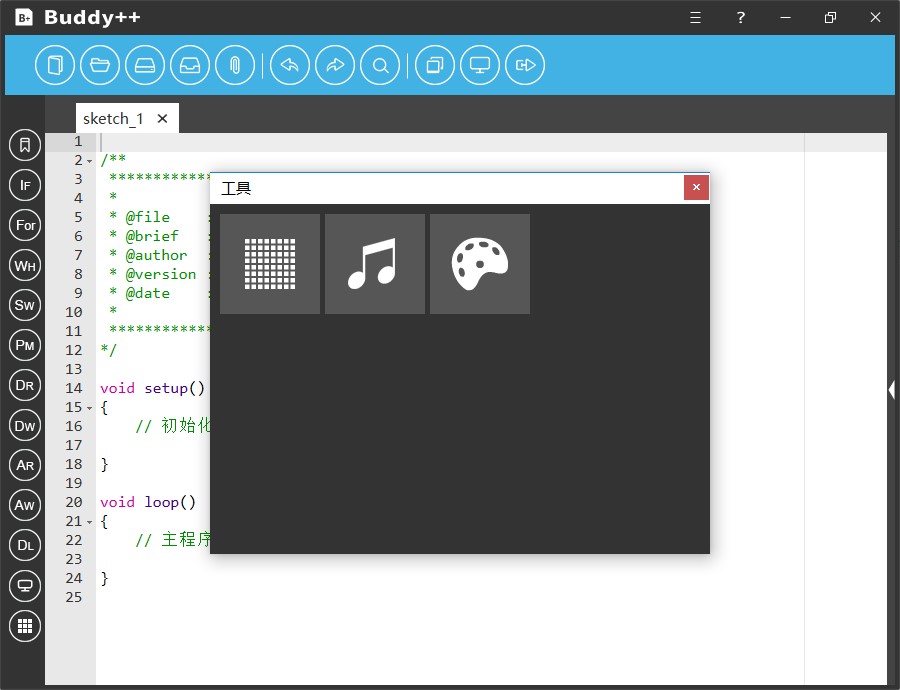 B+ Buddy++
?
sketch_1
1
2 /**
3 ************
4 *
5 * @file :
6 * @brief :
7 * @author :
8 * @version :
9 * @date :
10 *
11 ************
12 */
13
14 void setup()
15 {
16 // 初始化
17
18 }
19
20 void loop()
21 {
22 // 主程序
23
24 }
25
工具
IF
For
WH
SW
PM
DR
DW
AR
AW
DL